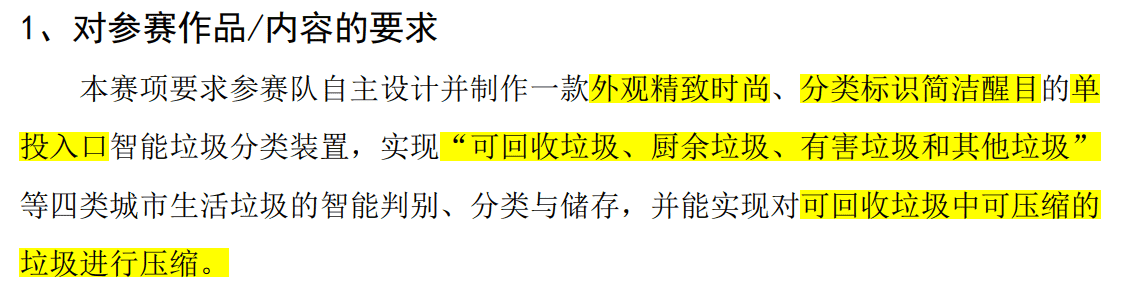 1、对参赛作品/内容的要求
本赛项要求参赛队自主设计并制作一款外观精致时尚、分类标识简洁醒目的单
投入口智能垃圾分类装置，实现“可回收垃圾、厨余垃圾、有害垃圾和其他垃圾”
等四类城市生活垃圾的智能判别、分类与储存，并能实现对可回收垃圾中可压缩的
垃圾进行压缩。